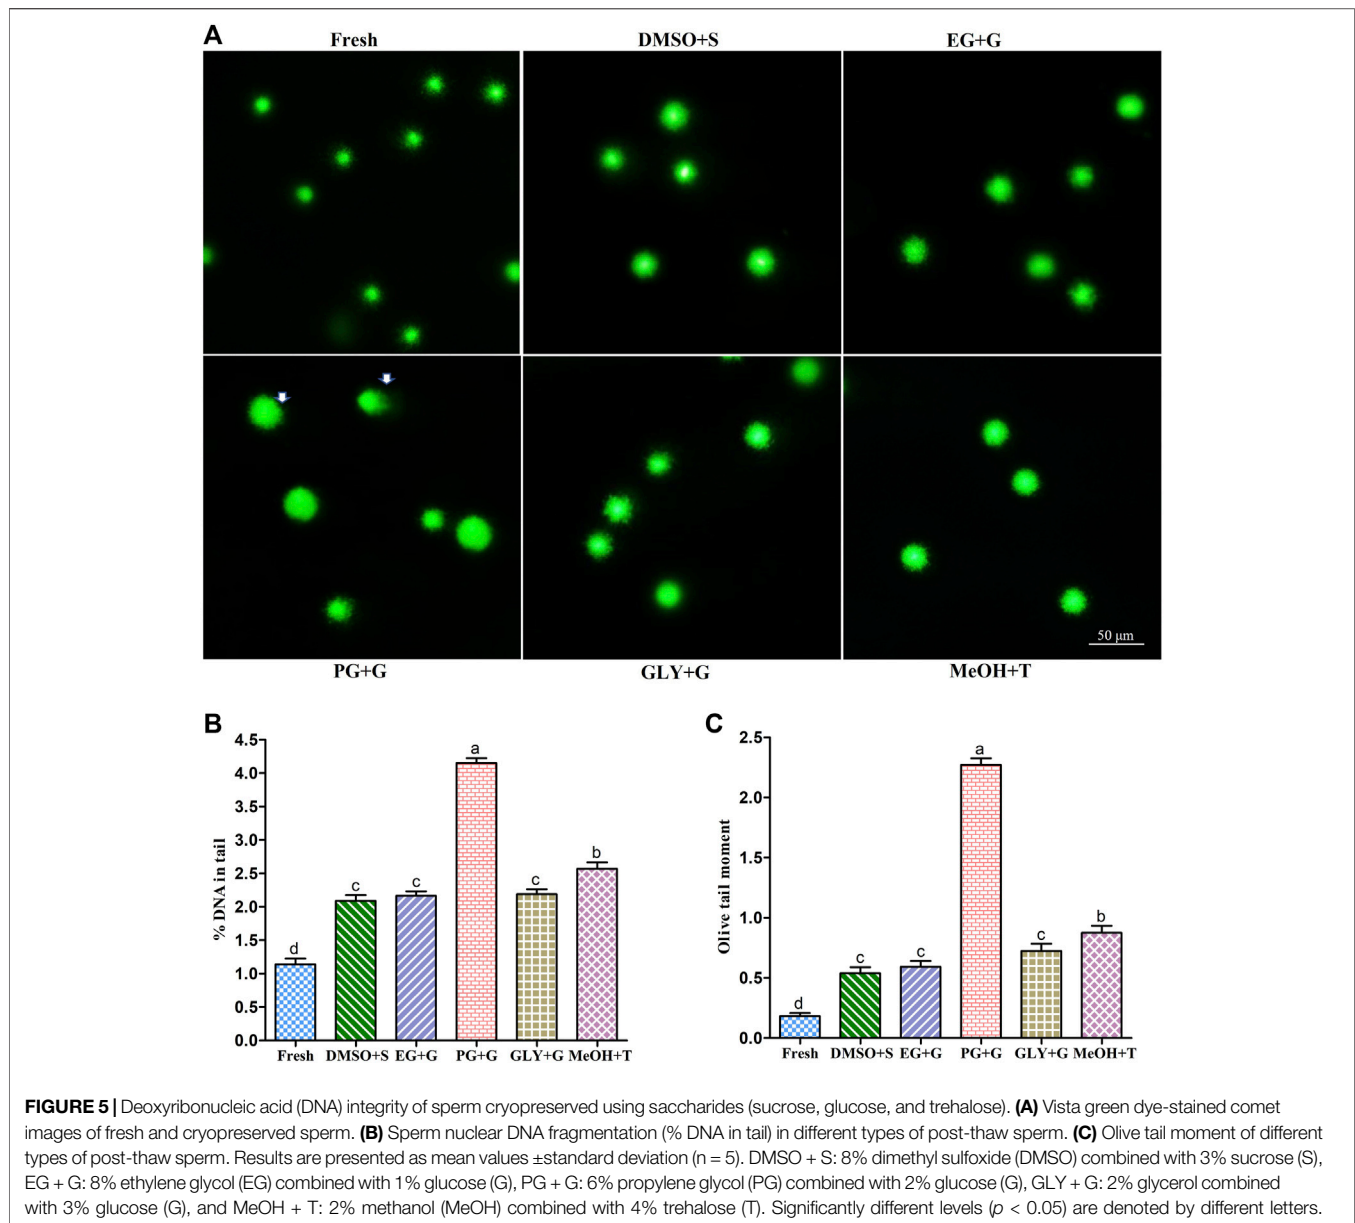 A
Fresh
DMSO+S
EG+G
50 μm
PG+G
GLY+G
MeOH+T
B
% DNA in tail
4.5
4.0
3.5
3.0
2.5
2.0
1.5
1.0
0.5
0.0
d
c
c
a
c
b
Fresh
DMSO+S
EG+G
PG+G
GLY+G
MeOH+T
C
Olive tail moment
2.5
2.0
1.5
1.0
0.5
0.0
d
c
c
a
c
b
Fresh
DMSO+S
EG+G
PG+G
GLY+G
MeOH+T
FIGURE 5 | Deoxyribonucleic acid (DNA) integrity of sperm cryopreserved using saccharides (sucrose, glucose, and trehalose). (A) Vista green dye-stained comet
images of fresh and cryopreserved sperm. (B) Sperm nuclear DNA fragmentation (% DNA in tail) in different types of post-thaw sperm. (C) Olive tail moment of different
types of post-thaw sperm. Results are presented as mean values ±standard deviation (n = 5). DMSO + S: 8% dimethyl sulfoxide (DMSO) combined with 3% sucrose (S),
EG + G: 8% ethylene glycol (EG) combined with 1% glucose (G), PG + G: 6% propylene glycol (PG) combined with 2% glucose (G), GLY + G: 2% glycerol combined
with 3% glucose (G), and MeOH + T: 2% methanol (MeOH) combined with 4% trehalose (T). Significantly different levels (p < 0.05) are denoted by different letters.